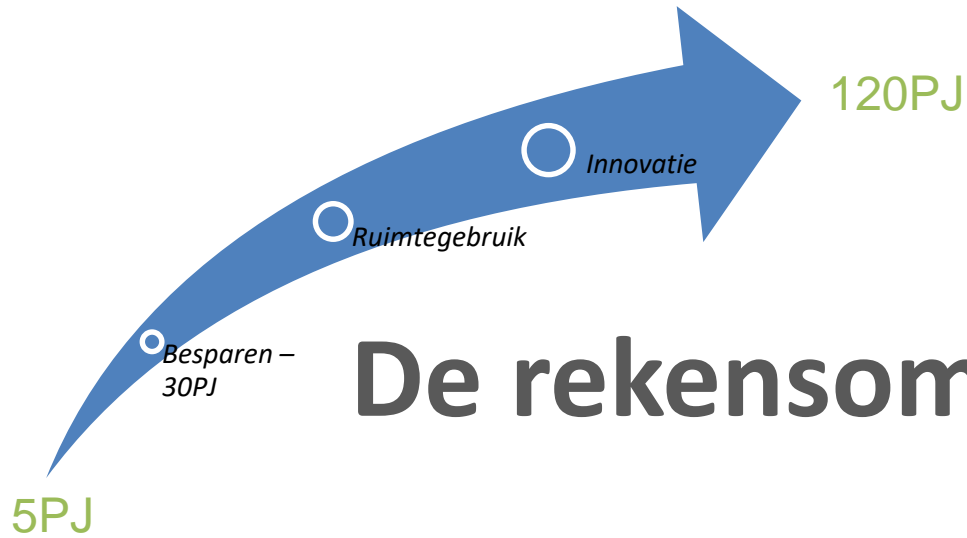 120PJ
Innovatie
Ruimtegebruik
Besparen –
30PJ
De rekensom
5PJ